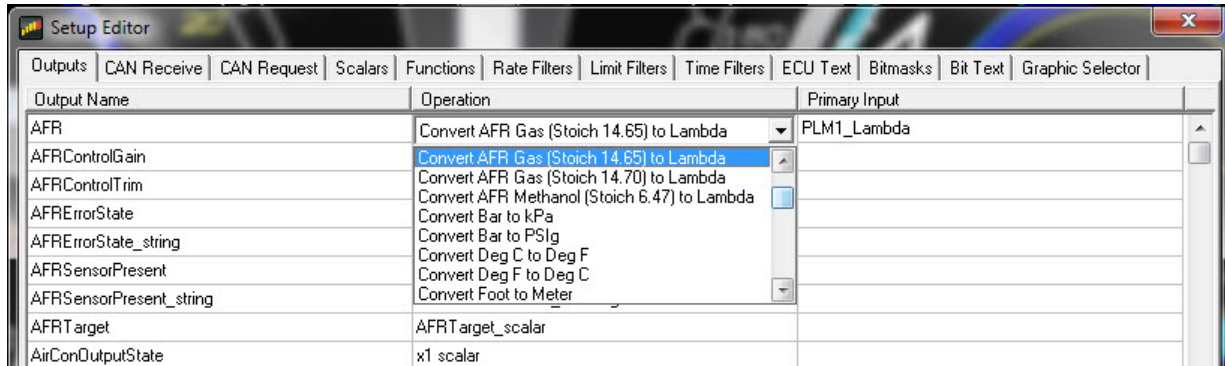 Setup Editor
Outputs CAN Receive CAN Request Scalars Functions Rate Filters Limit Filters Time Filters ECU Text Bitmasks Bit Text Graphic Selector
Output Name Operation Primary Input
AFR Convert AFR Gas (Stoich 14.65) to Lambda PLM1_Lambda
AFRControlGain Convert AFR Gas (Stoich 14.65) to Lambda
Convert AFR Gas (Stoich 14.70) to Lambda
AFRControlTrim Convert AFR Methanol (Stoich 6.47) to Lambda
AFRErrorState Convert Bar to kPa
AFRErrorState_string Convert Bar to PSIg
Convert Deg C to Deg F
AFRSensorPresent Convert Deg F to Deg C
AFRSensorPresent_string Convert Foot to Meter
AFRTarget AFRTarget_scalar
AirConOutputState x1 scalar